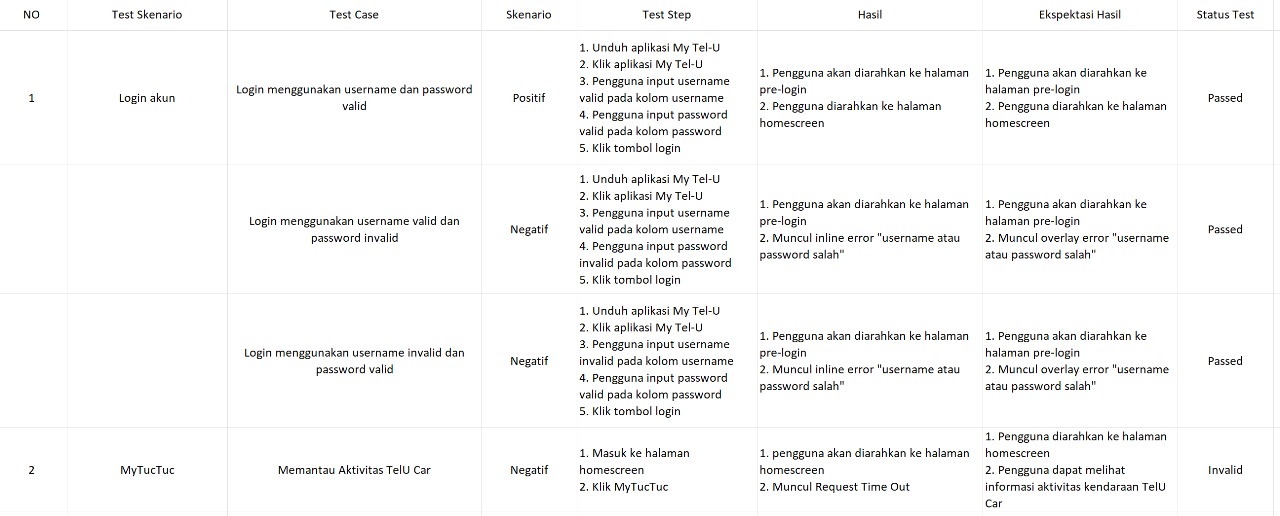 NO
Test Skenario
Test Case
Skenario
Test Step
Hasil
Ekspektasi Hasil
Status Test
1
Login akun
Login menggunakan username dan password
valid
Positif
1. Unduh aplikasi My Tel-U
2. Klik aplikasi My Tel-U
3. Pengguna input username
valid pada kolom username
4. Pengguna input password
valid pada kolom password
5. Klik tombol login
1. Pengguna akan diarahkan ke halaman
pre-login
2. Pengguna diarahkan ke halaman
homescreen
1. Pengguna akan diarahkan ke
halaman pre-login
2. Pengguna diarahkan ke halaman
homescreen
Passed
Login menggunakan username valid dan
password invalid
Negatif
1. Unduh aplikasi My Tel-U
2. Klik aplikasi My Tel-U
3. Pengguna input username
valid pada kolom username
4. Pengguna input password
invalid pada kolom password
5. Klik tombol login
1. Pengguna akan diarahkan ke halaman
pre-login
2. Muncul inline error "username atau
password salah"
1. Pengguna akan diarahkan ke
halaman pre-login
2. Muncul overlay error "username
atau password salah"
Passed
Login menggunakan username invalid dan
password valid
Negatif
1. Unduh aplikasi My Tel-U
2. Klik aplikasi My Tel-U
3. Pengguna input username
invalid pada kolom username
4. Pengguna input password
valid pada kolom password
5. Klik tombol login
1. Pengguna akan diarahkan ke halaman
pre-login
2. Muncul inline error "username atau
password salah"
1. Pengguna akan diarahkan ke
halaman pre-login
2. Muncul overlay error "username
atau password salah"
Passed
2
MyTucTuc
Memantau Aktivitas TelU Car
Negatif
1. Masuk ke halaman
homescreen
2. Klik MyTucTuc
1. pengguna akan diarahkan ke halaman
homescreen
2. Muncul Request Time Out
1. Pengguna diarahkan ke halaman
homescreen
2. Pengguna dapat melihat
informasi aktivitas kendaraan TelU
Car
Invalid